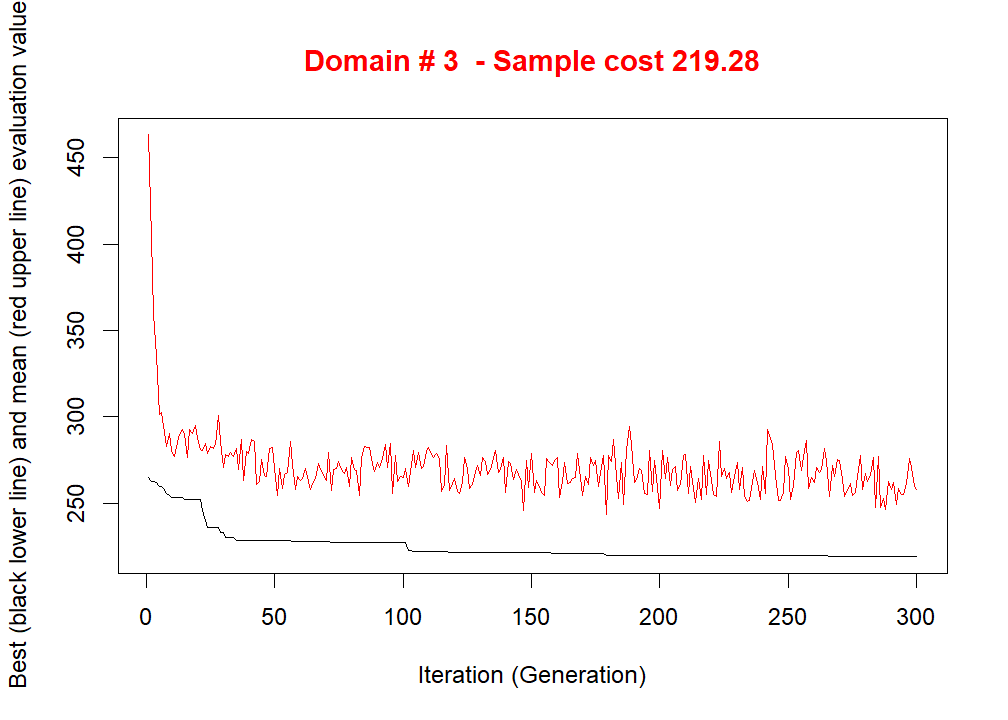 Domain # 3  - Sample cost 219.28
Best (black lower line) and mean (red upper line) evaluation value
450
400
350
300
250
0 50 100 150 200 250 300
Iteration (Generation)